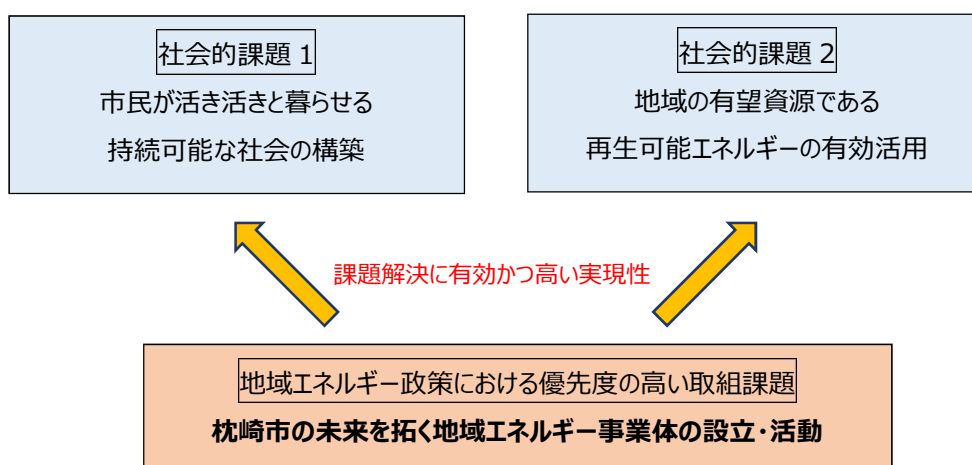 社会的課題 1
市民が活き活きと暮らせる
持続可能な社会の構築
社会的課題 2
地域の有望資源である
再生可能エネルギーの有効活用
課題解決に有効かつ高い実現性
地域エネルギー政策における優先度の高い取組課題
枕崎市の未来を拓く地域エネルギー事業体の設立・活動